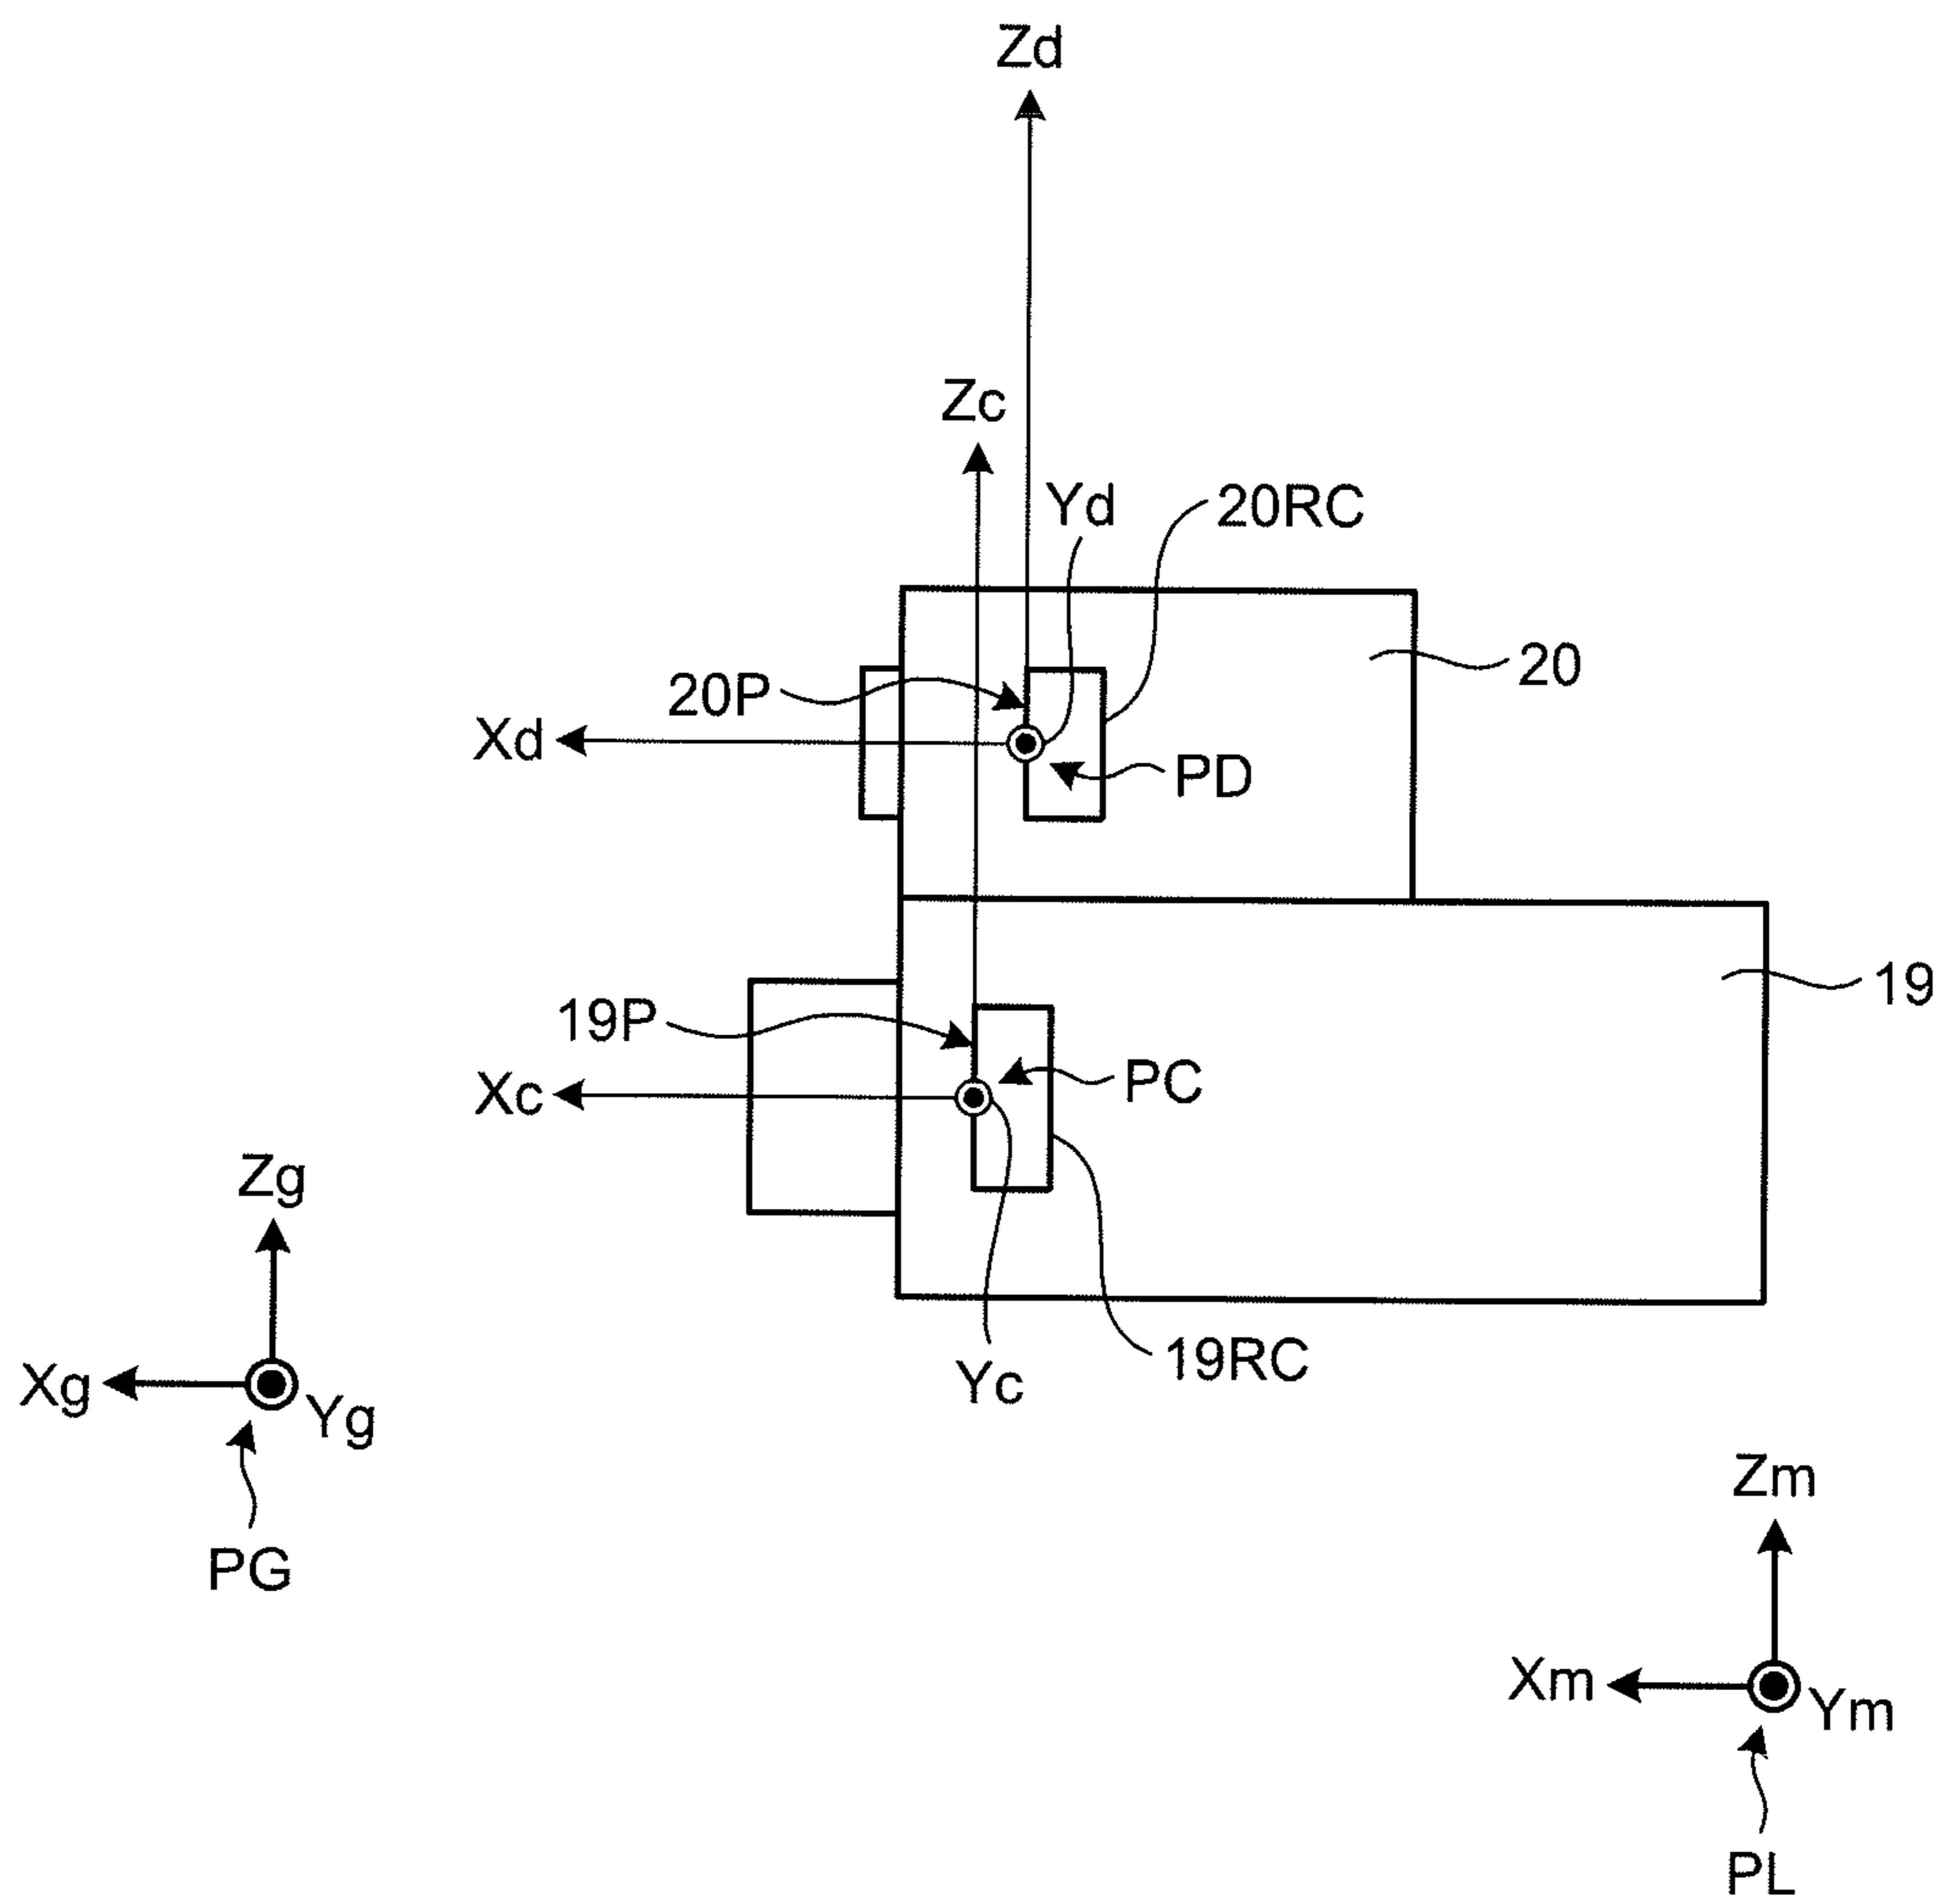 Zd
Zc
Yd
20RC
20
20P
Xd
PD
19
19P
PC
Xc
Zg
19RC
Yc
Xg
Yg
Zm
PG
Xm
Ym
PL